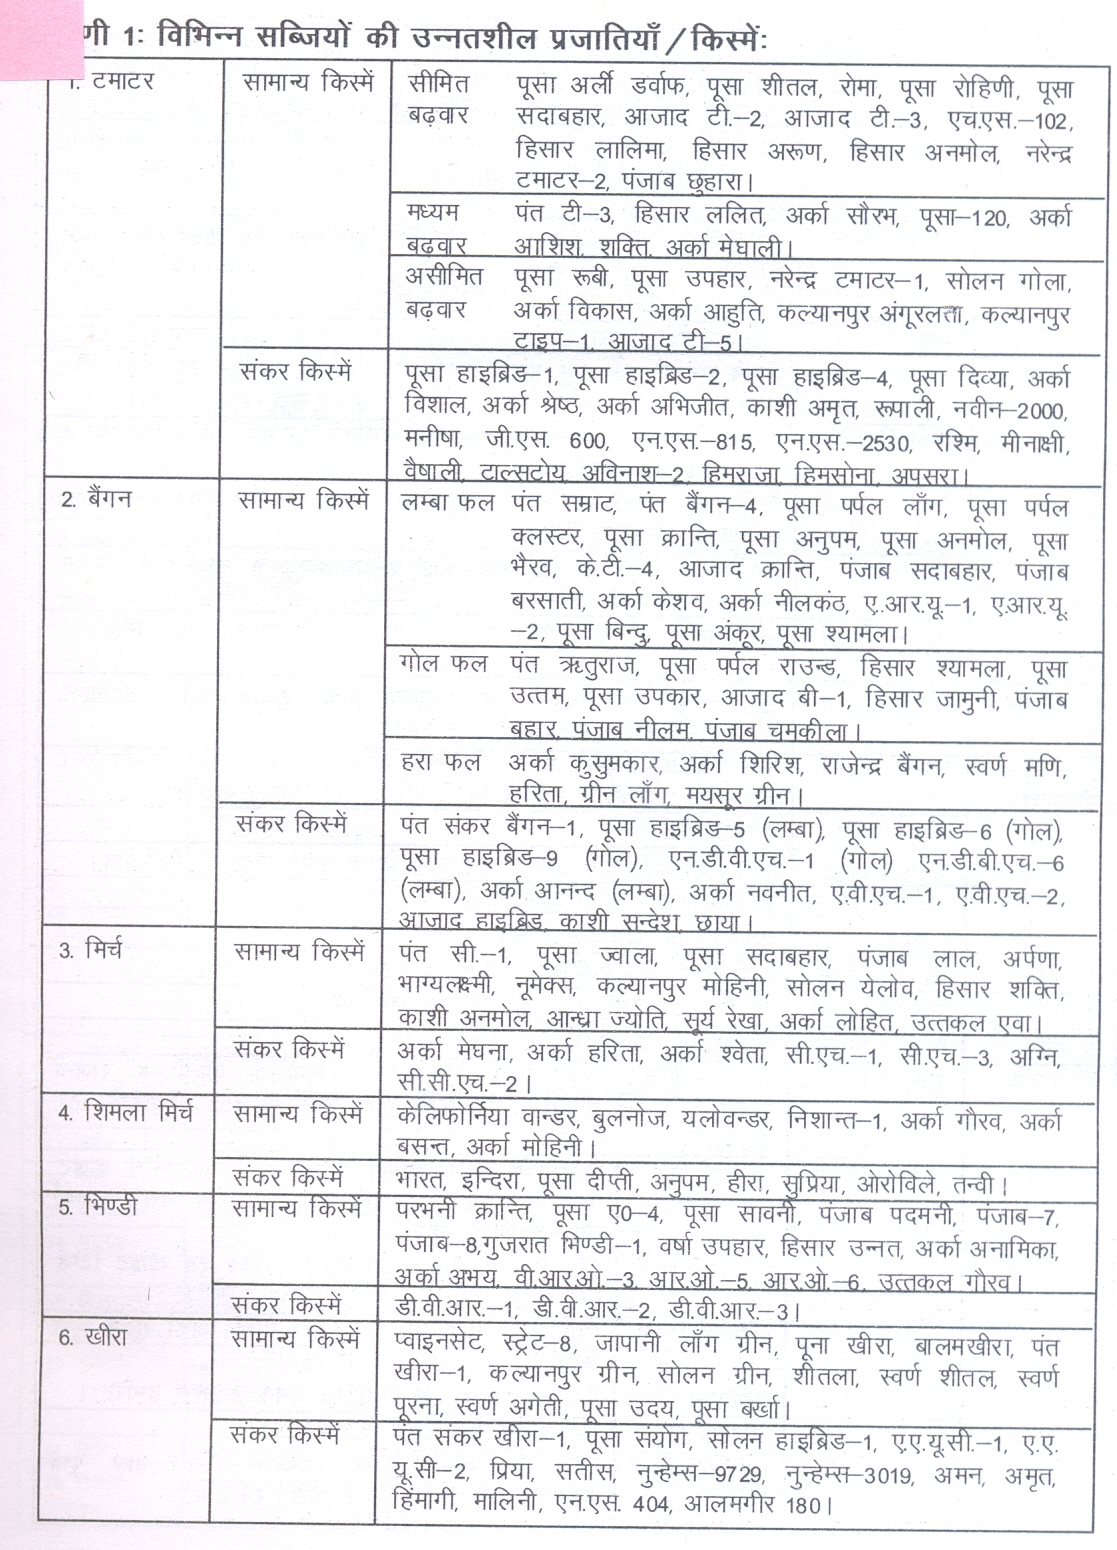 णी 1ः विभिन्न सब्जियों की उन्नतशील प्रजातियाँ/किस्मेंः
1. टमाटर सामान्य किस्में सीमित पूसा अर्ली डर्वाफ, पूसा शीतल, रोमा, पूसा रोहिणी, पूसा
बढ़वार सदाबहार, आजाद टी.–2, आजाद टी.–3, एच.एस.–102,
हिसार लालिमा, हिसार अरूण, हिसार अनमोल, नरेन्द्र
टमाटर–2, पंजाब छुहारा।
मध्यम पंत टी–3, हिसार ललित, अर्का सौरभ, पूसा–120, अर्का
बढ़वार आशिश, शक्ति, अर्का मेघाली।
असीमित पूसा रूबी, पूसा उपहार, नरेन्द्र टमाटर–1, सोलन गोला,
बढ़वार अर्का विकास, अर्का आहुति, कल्यानपुर अंगूरलता, कल्यानपुर
टाइप–1, आजाद टी–5।
संकर किस्में पूसा हाइब्रिड–1, पूसा हाइब्रिड–2, पूसा हाइब्रिड–4, पूसा दिव्या, अर्का
विशाल, अर्का श्रेष्ठ, अर्का अभिजीत, काशी अमृत, रूपाली, नवीन–2000,
मनीषा, जी.एस. 600, एन.एस.–815, एन.एस.–2530, रश्मि, मीनाक्षी,
वैषाली, टाल्सटोय, अविनाश–2, हिमराजा, हिमसोना, अपसरा।
2. बैंगन सामान्य किस्में लम्बा फल पंत सम्राट, पंत बैंगन–4, पूसा पर्पल लाँग, पूसा पर्पल
क्लस्टर, पूसा क्रान्ति, पूसा अनुपम, पूसा अनमोल, पूसा
भैरव, के.टी.–4, आजाद क्रान्ति, पंजाब सदाबहार, पंजाब
बरसाती, अर्का केशव, अर्का नीलकंठ, ए.आर.यू.–1, ए.आर.यू.
–2, पूसा बिन्दु, पूसा अंकूर, पूसा श्यामला।
गोल फल पंत ऋतुराज, पूसा पर्पल राउन्ड, हिसार श्यामला, पूसा
उत्तम, पूसा उपकार, आजाद बी–1, हिसार जामुनी, पंजाब
बहार, पंजाब नीलम, पंजाब चमकीला।
हरा फल अर्का कुसुमकार, अर्का शिरिश, राजेन्द्र बैंगन, स्वर्ण मणि,
हरिता, ग्रीन लाँग, मयसूर ग्रीन।
संकर किस्में पंत संकर बैंगन–1, पूसा हाइब्रिड–5 (लम्बा), पूसा हाइब्रिड–6 (गोल),
पूसा हाइब्रिड–9 (गोल), एन.डी.वी.एच.–1 (गोल) एन.डी.बी.एच.–6
(लम्बा), अर्का आनन्द (लम्बा), अर्का नवनीत, ए.वी.एच.–1, ए.वी.एच.–2,
आजाद हाइब्रिड, काशी सन्देश, छाया।
3. मिर्च सामान्य किस्में पंत सी.–1, पूसा ज्वाला, पूसा सदाबहार, पंजाब लाल, अर्पणा,
भाग्यलक्ष्मी, नूमेक्स, कल्यानपुर मोहिनी, सोलन येलोव, हिसार शक्ति,
काशी अनमोल, आन्ध्रा ज्योति, सूर्य रेखा, अर्का लोहित, उत्तकल एवा।
संकर किस्में अर्का मेघना, अर्का हरिता, अर्का श्वेता, सी.एच.–1, सी.एच.–3, अग्नि,
सी.सी.एच.–2।
4. शिमला मिर्च सामान्य किस्में केलिफोर्निया वान्डर, बुलनोज, यलोवन्डर, निशान्त–1, अर्का गौरव, अर्का
बसन्त, अर्का मोहिनी।
संकर किस्में भारत, इन्दिरा, पूसा दीप्ती, अनुपम, हीरा, सुप्रिया, ओरोविले, तन्वी।
5. भिण्डी सामान्य किस्में परभनी क्रान्ति, पूसा ए0–4, पूसा सावनी, पंजाब पदमनी, पंजाब–7,
पंजाब–8,गुजरात भिण्डी–1, वर्षा उपहार, हिसार उन्नत, अर्का अनामिका,
अर्का अभय, वी.आर.ओ.–3, आर.ओ.–5, आर.ओ.–6, उत्तकल गौरव।
संकर किस्में डी.वी.आर.–1, डी.वी.आर.–2, डी.वी.आर.–3।
6. खीरा सामान्य किस्में प्वाइनसेट, स्ट्रेट–8, जापानी लाँग ग्रीन, पूना खीरा, बालमखीरा, पंत
खीरा–1, कल्यानपुर ग्रीन, सोलन ग्रीन, शीतला, स्वर्ण शीतल, स्वर्ण
पूरना, स्वर्ण अगेती, पूसा उदय, पूसा बर्खा।
संकर किस्में पंत संकर खीरा–1, पूसा संयोग, सोलन हाइब्रिड–1, ए.ए.यू.सी.–1, ए.ए.
यू.सी–2, प्रिया, सतीस, नुन्हेम्स–9729, नुन्हेम्स–3019, अमन, अमृत,
हिंमागी, मालिनी, एन.एस. 404, आलमगीर 180।